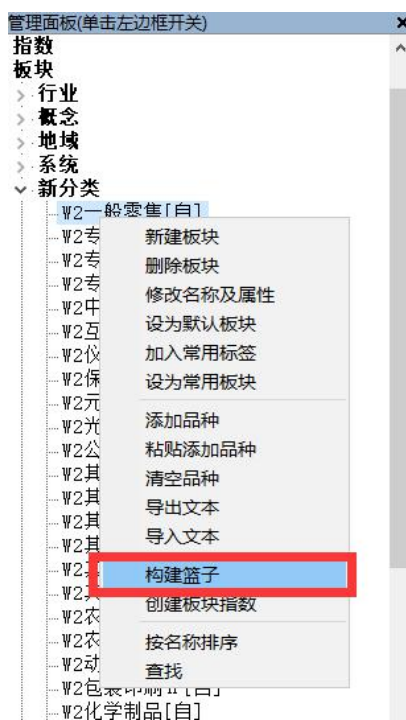 管理面板(单击左边框开关)
指数
板块
行业
概念
地域
系统
新分类
W2一般零售[自]
W2专
W2专
W2专
W2中
W2互
W2仪
W2保
W2元
W2光
W2公
W2其
W2其
W2其
W2其
W2农
W2农
W2动
W2包装印刷Ⅱ[自]
W2化学制品[自]
新建板块
删除板块
修改名称及属性
设为默认板块
加入常用标签
设为常用板块
添加品种
粘贴添加品种
清空品种
导出文本
导入文本
构建篮子
创建板块指数
按名称排序
查找